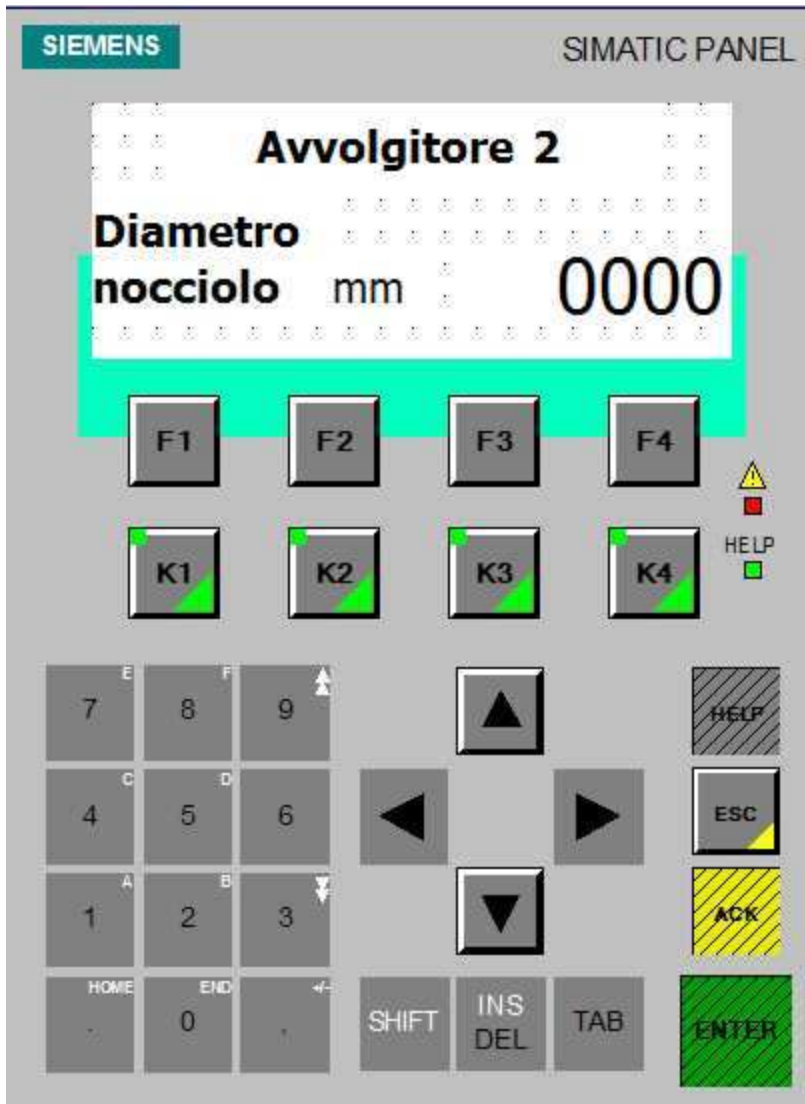 SIEMENS
SIMATIC PANEL
Avvolgitore 2
Diametro
nocciolo mm 0000
F1 F2 F3 F4
K1 K2 K3 K4
HELP
E F
7 8 9
HELP
C D
4 5 6
ESC
A B
1 2 3
ACK
HOME END +/-
. 0 ,
SHIFT INS DEL TAB
ENTER